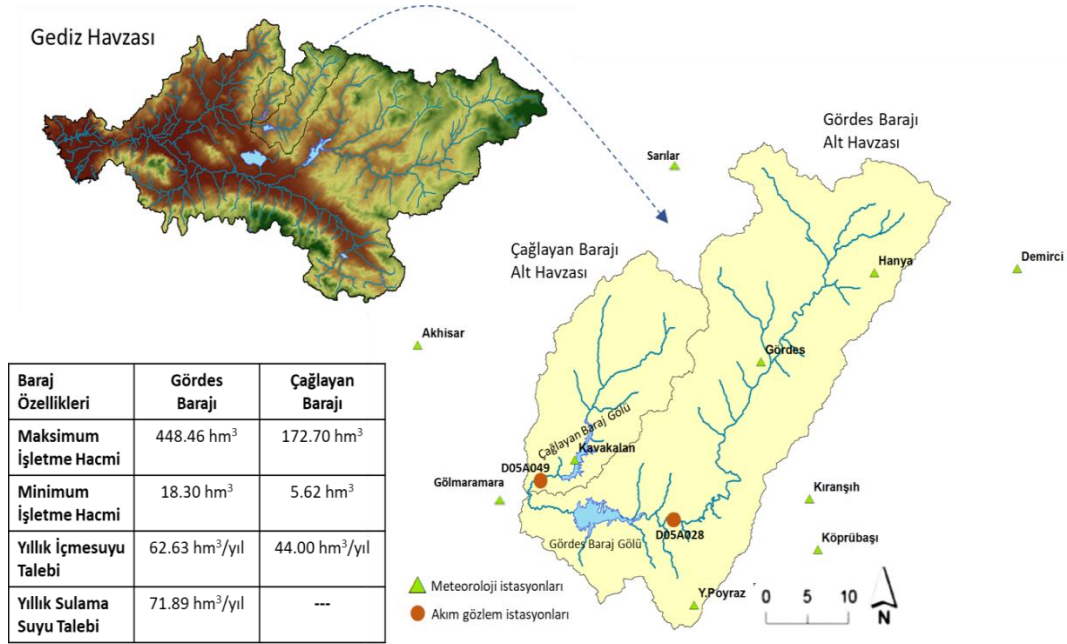 Gediz Havzası
Gördes Barajı
Alt Havzası
Sarılar
Çağlayan Barajı
Alt Havzası
Hanya
Demirci
Akhisar
Gördes
Çağlayan Baraj Gölü
Kavakalan
D05A049
Gölmarmara
Kıranşıh
D05A028
Gördes Baraj Gölü
Köprübaşı
Y.Poyraz
Baraj Özellikleri | Gördes Barajı | Çağlayan Barajı
Maksimum İşletme Hacmi | 448.46 hm³ | 172.70 hm³
Minimum İşletme Hacmi | 18.30 hm³ | 5.62 hm³
Yıllık İçmesuyu Talebi | 62.63 hm³/yıl | 44.00 hm³/yıl
Yıllık Sulama Suyu Talebi | 71.89 hm³/yıl | ---
Meteoroloji istasyonları
Akım gözlem istasyonları
0 5 10
N